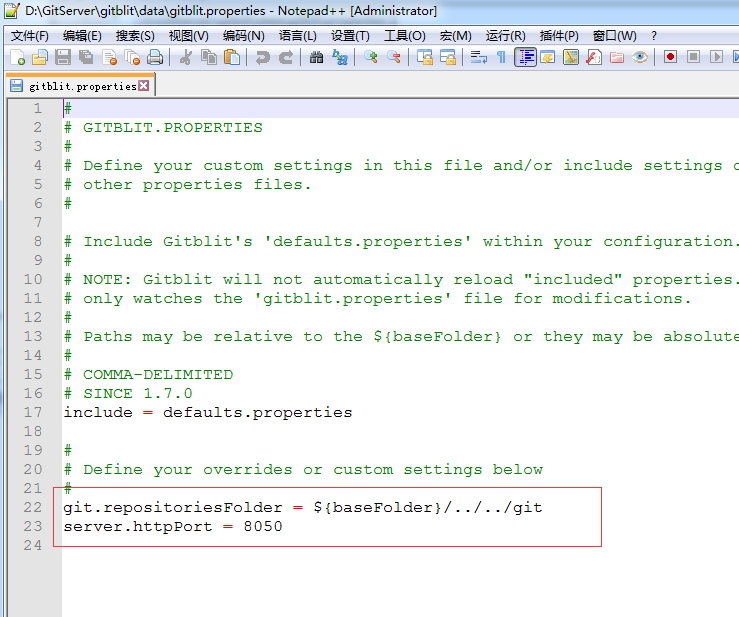 D:\GitServer\gitblit\data\gitblit.properties - Notepad++ [Administrator]
文件(F) 编辑(E) 搜索(S) 视图(V) 编码(N) 语言(L) 设置(T) 工具(O) 宏(M) 运行(R) 插件(P) 窗口(W) ?
gitblit.properties
1 #
2 # GITBLIT.PROPERTIES
3 #
4 # Define your custom settings in this file and/or include settings
5 # other properties files.
6 #
7
8 # Include Gitblit's 'defaults.properties' within your configuration.
9 #
10 # NOTE: Gitblit will not automatically reload "included" properties.
11 # only watches the 'gitblit.properties' file for modifications.
12 #
13 # Paths may be relative to the ${baseFolder} or they may be absolute
14 #
15 # COMMA-DELIMITED
16 # SINCE 1.7.0
17 include = defaults.properties
18
19 #
20 # Define your overrides or custom settings below
21 #
22 git.repositoriesFolder = ${baseFolder}/../../git
23 server.httpPort = 8050
24